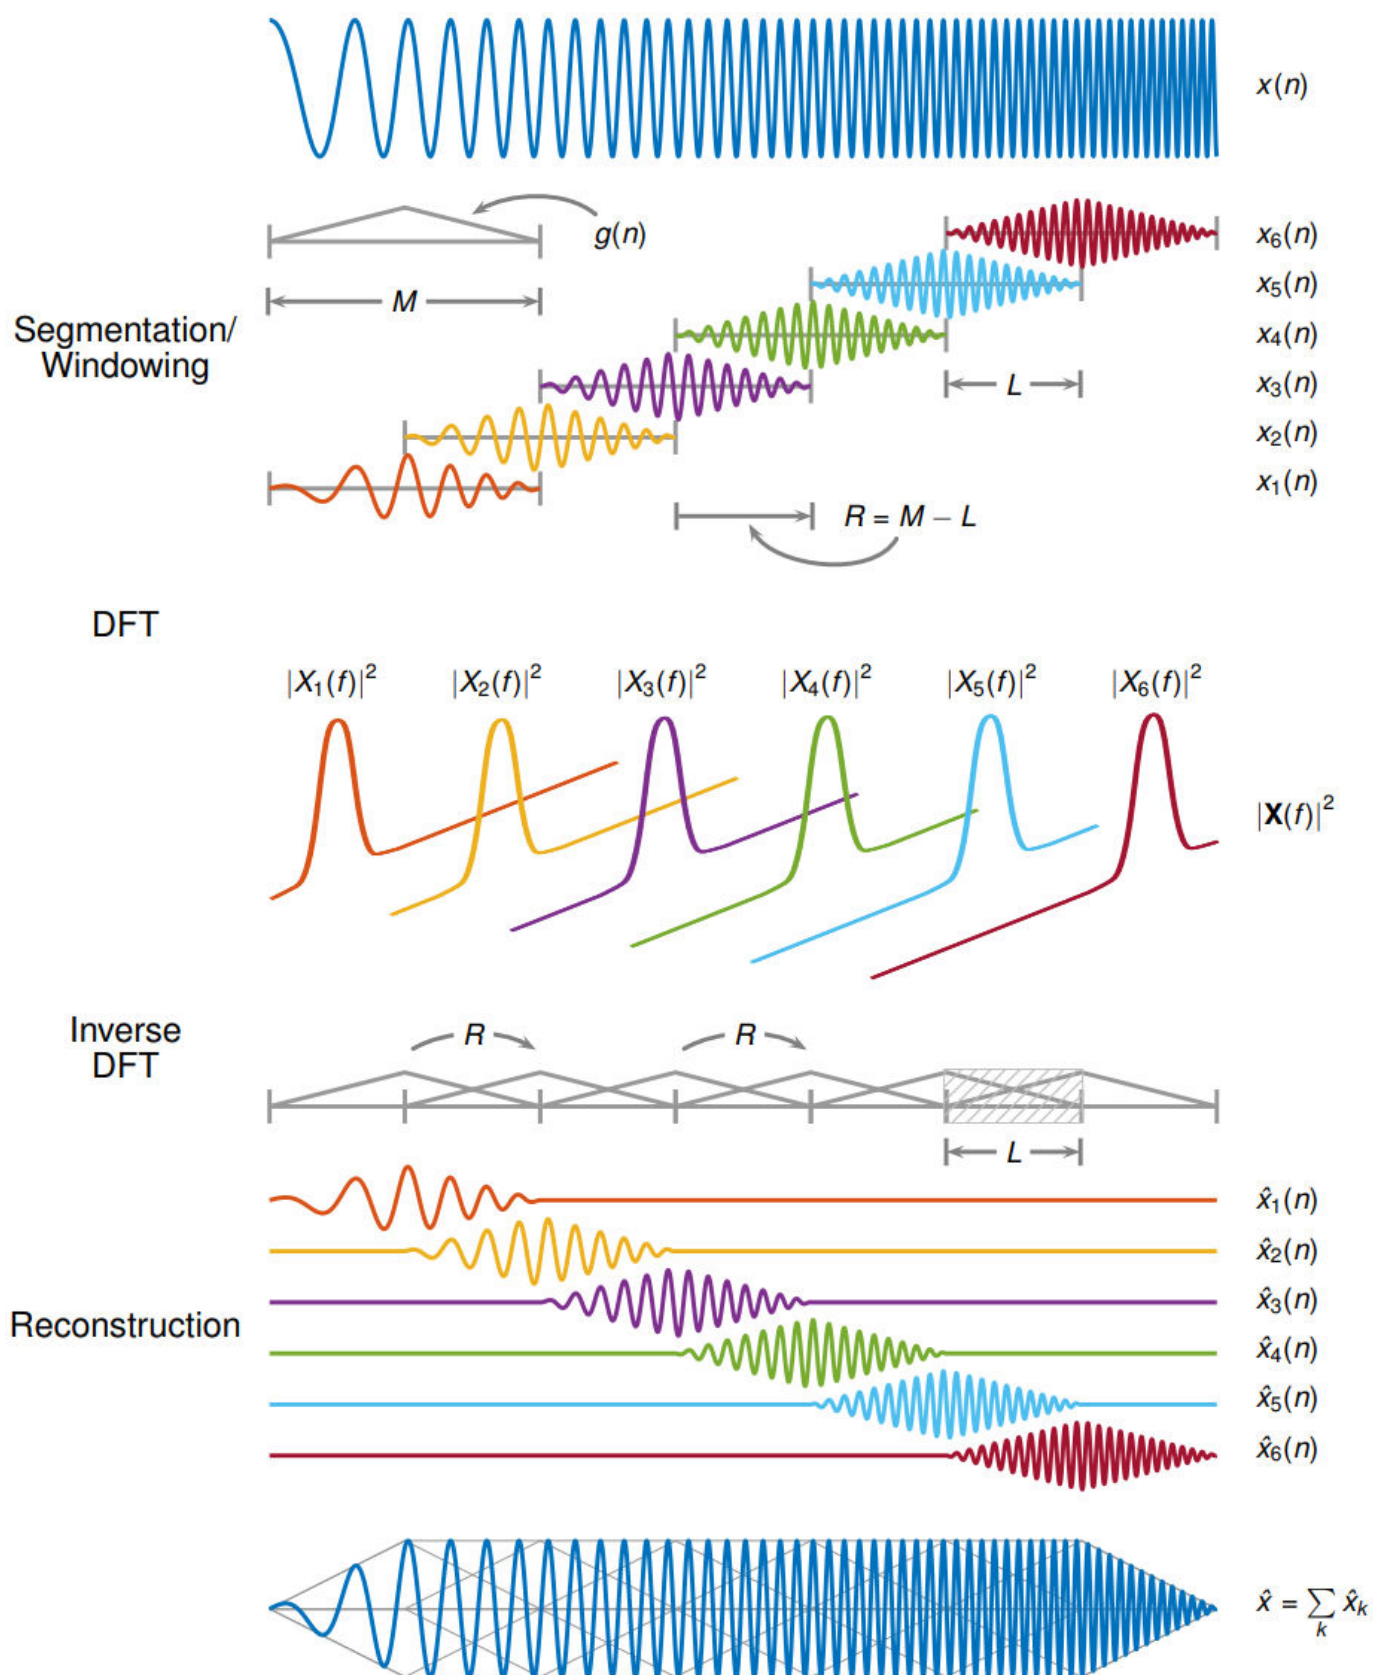 x(n)
g(n)
x₆(n)
x₅(n)
M
Segmentation/
Windowing
x₄(n)
x₃(n)
L
x₂(n)
x₁(n)
R = M − L
DFT
|X₁(f)|² |X₂(f)|² |X₃(f)|² |X₄(f)|² |X₅(f)|² |X₆(f)|²
|X(f)|²
Inverse
DFT
R R
L
x̂₁(n)
x̂₂(n)
x̂₃(n)
Reconstruction
x̂₄(n)
x̂₅(n)
x̂₆(n)
x̂ = ∑ x̂ₖ
k